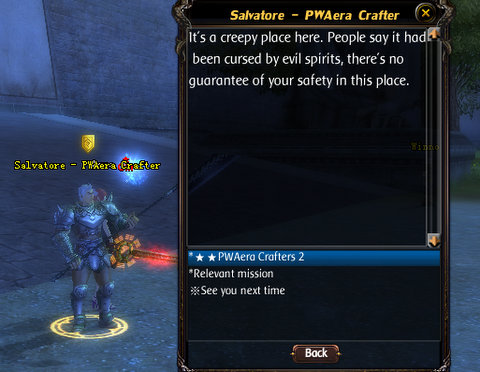 Salvatore - PWAera Crafter
It's a creepy place here. People say it had
been cursed by evil spirits, there's no
guarantee of your safety in this place.
Winno
Salvatore - PWAera Crafter
*★ ★PWAera Crafters 2
*Relevant mission
※See you next time
Back